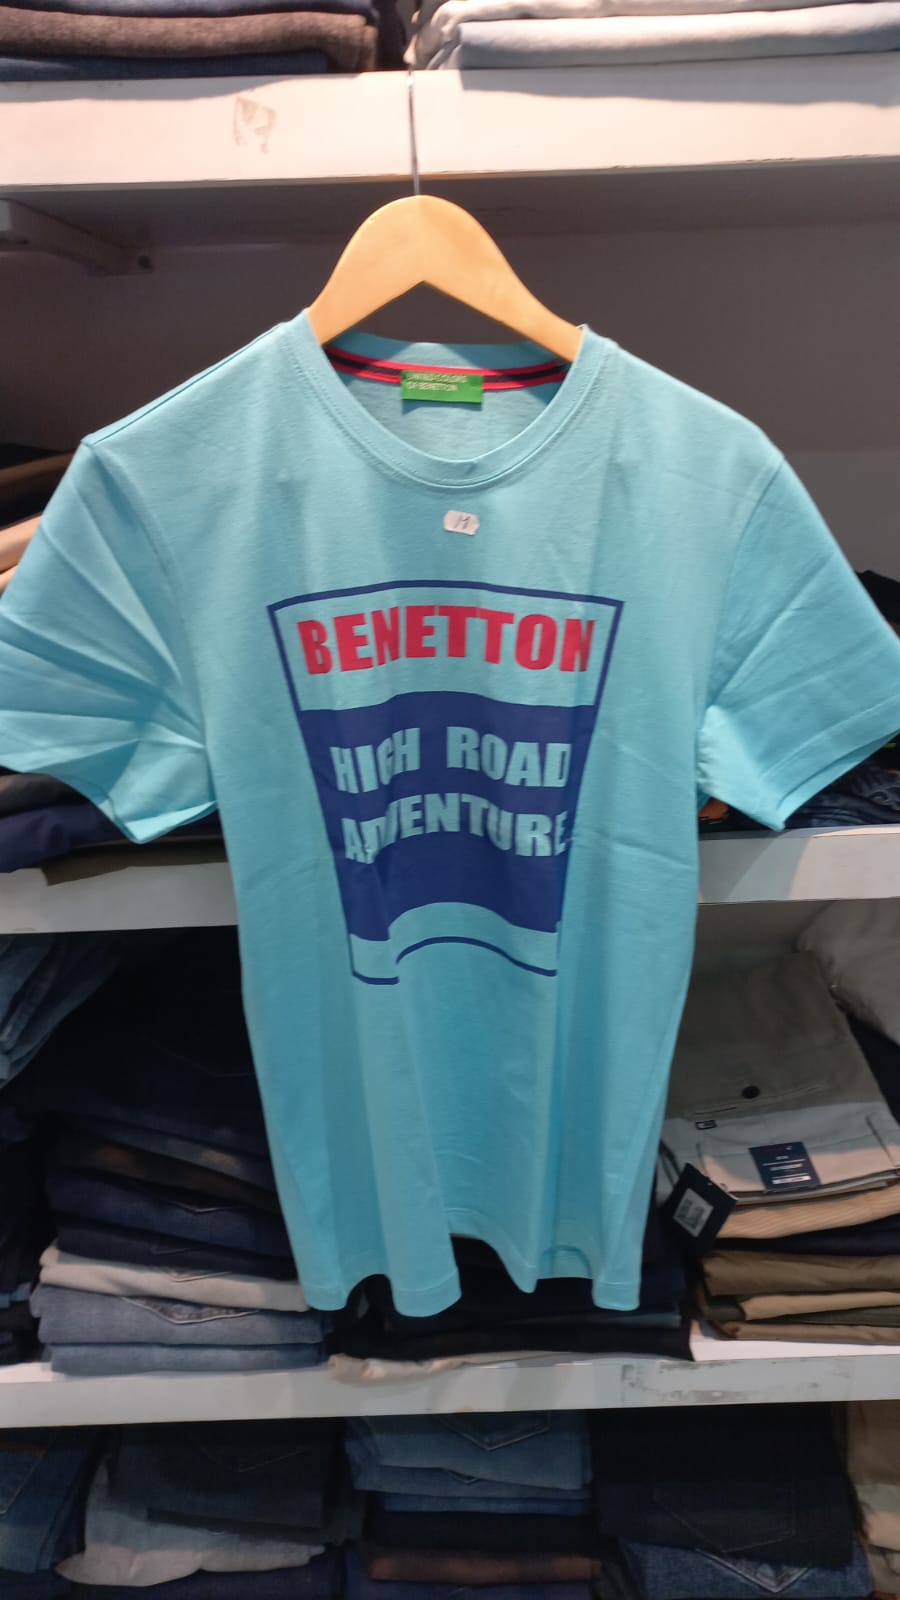 UNITED COLORS
OF BENETTON
M
BENETTON
HIGH ROAD
ADVENTURE